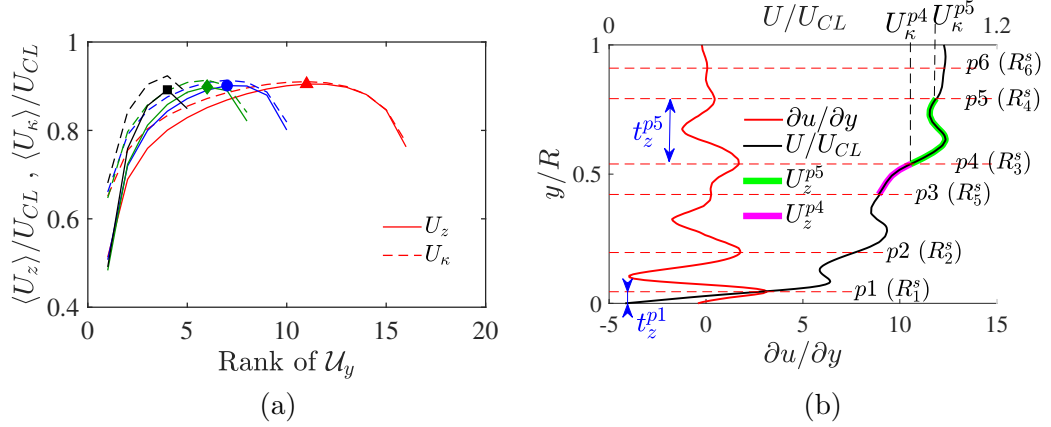 ⟨U_z⟩/U_CL , ⟨U_κ⟩/U_CL
1
0.8
0.6
0.4
0 5 10 15 20
Rank of 𝒰_y
U_z
U_κ
(a)
U/U_CL
0 U_κ^{p4} U_κ^{p5} 1.2
y/R
1
0.5
0
-5 0 5 10 15
∂u/∂y
t_z^{p5}
t_z^{p1}
∂u/∂y
U/U_CL
U_z^{p5}
U_z^{p4}
p6 (R_6^s)
p5 (R_4^s)
p4 (R_3^s)
p3 (R_5^s)
p2 (R_2^s)
p1 (R_1^s)
(b)